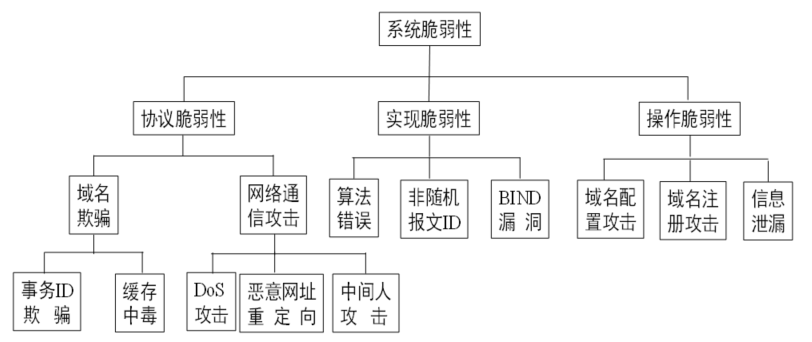 系统脆弱性
协议脆弱性
实现脆弱性
操作脆弱性
域名
欺骗
网络通
信攻击
算法
错误
非随机
报文ID
BIND
漏 洞
域名配
置攻击
域名注
册攻击
信息
泄漏
事务ID
欺 骗
缓存
中毒
DoS
攻击
恶意网址
重 定 向
中间人
攻 击